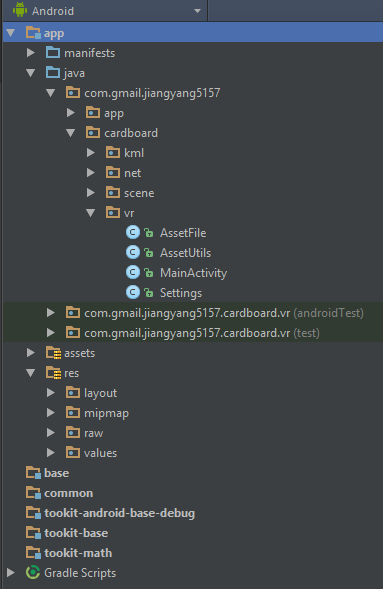 Android
app
manifests
java
com.gmail.jiangyang5157
app
cardboard
kml
net
scene
vr
AssetFile
AssetUtils
MainActivity
Settings
com.gmail.jiangyang5157.cardboard.vr (androidTest)
com.gmail.jiangyang5157.cardboard.vr (test)
assets
res
layout
mipmap
raw
values
base
common
tookit-android-base-debug
tookit-base
tookit-math
Gradle Scripts